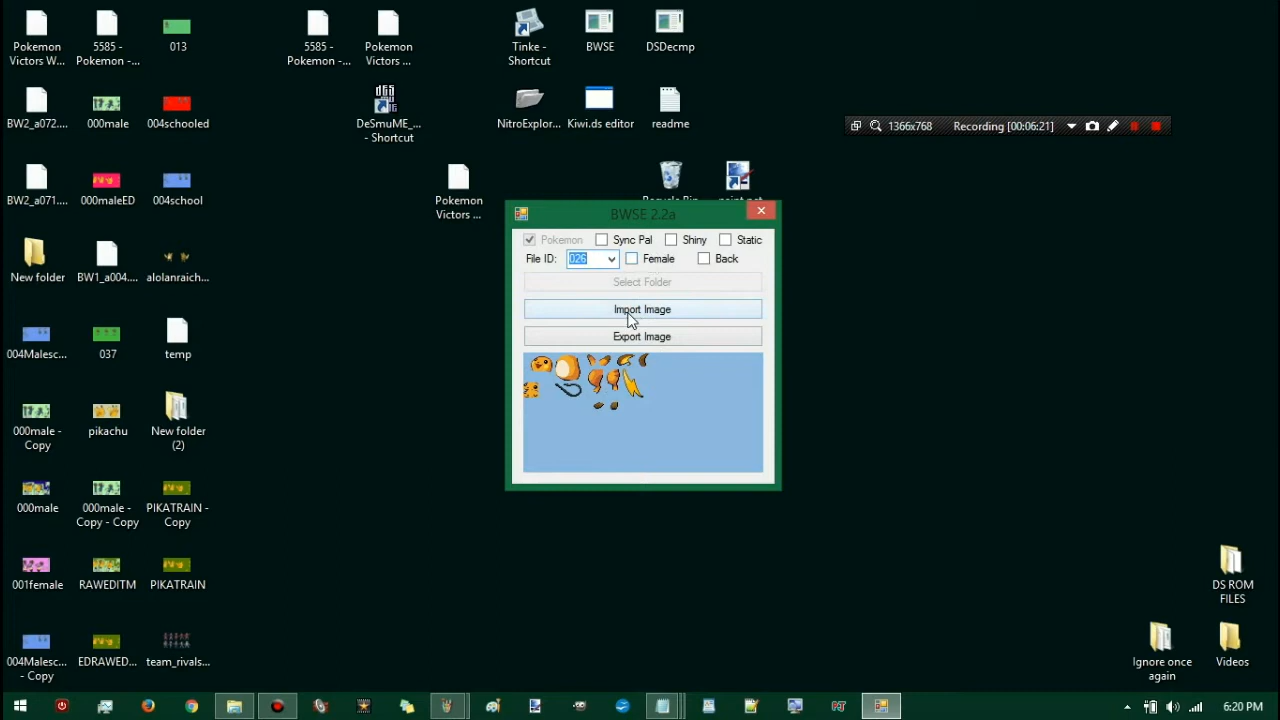 Pokemon
Victors W...
5585 -
Pokemon -...
013
5585 -
Pokemon -...
Pokemon
Victors ...
Tinke -
Shortcut
BWSE
DSDecmp
BW2_a072....
000male
004schooled
DeSmuME_...
- Shortcut
NitroExplor...
Kiwi.ds editor
readme
1366x768
Recording [00:06:21]
BW2_a071....
000maleED
004school
Pokemon
Victors ...
Recycle Bin
paint.net
BWSE 2.2a
Pokemon
Sync Pal
Shiny
Static
File ID:
026
Female
Back
Select Folder
Import Image
Export Image
New folder
BW1_a004....
alolanraich...
004Malesc...
037
temp
000male -
Copy
pikachu
New folder
(2)
000male
000male -
Copy - Copy
PIKATRAIN -
Copy
001female
RAWEDITM
PIKATRAIN
DS ROM
FILES
004Malesc...
- Copy
EDRAWED...
team_rivals...
Ignore once
again
Videos
6:20 PM